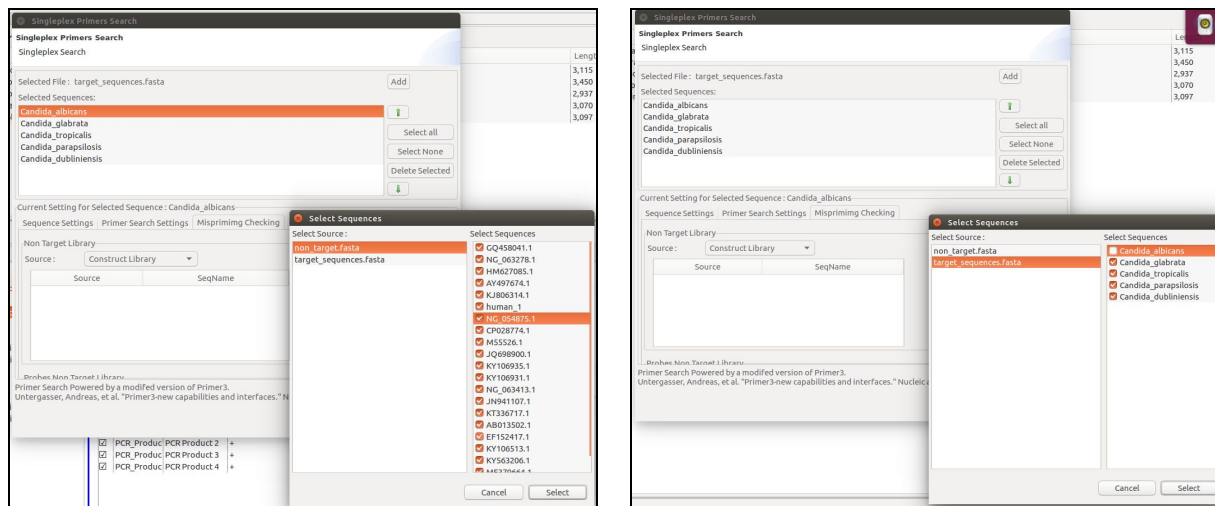 Singleplex Primers Search
Singleplex Primers Search
Singleplex Search
Selected File : target_sequences.fasta
Add
Selected Sequences:
Candida_albicans
Candida_glabrata
Candida_tropicalis
Candida_parapsilosis
Candida_dubliniensis
Select all
Select None
Delete Selected
Lengt
3,115
3,450
2,937
3,070
3,097
Current Setting for Selected Sequence : Candida_albicans
Sequence Settings Primer Search Settings Misprimimg Checking
Non Target Library
Source : Construct Library
Source SeqName
Probes Non Target Library
Primer Search Powered by a modifed version of Primer3.
Untergasser, Andreas, et al. "Primer3-new capabilities and interfaces." N
PCR_Produc PCR Product 2 +
PCR_Produc PCR Product 3 +
PCR_Produc PCR Product 4 +
Select Sequences
Select Source :
non_target.fasta
target_sequences.fasta
Select Sequences
GQ458041.1
NG_063278.1
HM627085.1
AY497674.1
KJ806314.1
human_1
NG_054875.1
CP028774.1
M55526.1
JQ698900.1
KY106935.1
KY106931.1
NG_063413.1
JN941107.1
KT336717.1
AB013502.1
EF152417.1
KY106513.1
KY563206.1
Cancel Select
Singleplex Primers Search
Singleplex Primers Search
Singleplex Search
Selected File : target_sequences.fasta
Add
Selected Sequences:
Candida_albicans
Candida_glabrata
Candida_tropicalis
Candida_parapsilosis
Candida_dubliniensis
Select all
Select None
Delete Selected
Le
3,115
3,450
2,937
3,070
3,097
Current Setting for Selected Sequence : Candida_albicans
Sequence Settings Primer Search Settings Misprimimg Checking
Non Target Library
Source : Construct Library
Source SeqName
Probes Non Target Library
Primer Search Powered by a modifed version of Primer3.
Untergasser, Andreas, et al. "Primer3-new capabilities and interfaces." Nucleic a
Select Sequences
Select Source :
non_target.fasta
target_sequences.fasta
Select Sequences
Candida_albicans
Candida_glabrata
Candida_tropicalis
Candida_parapsilosis
Candida_dubliniensis
Cancel Select